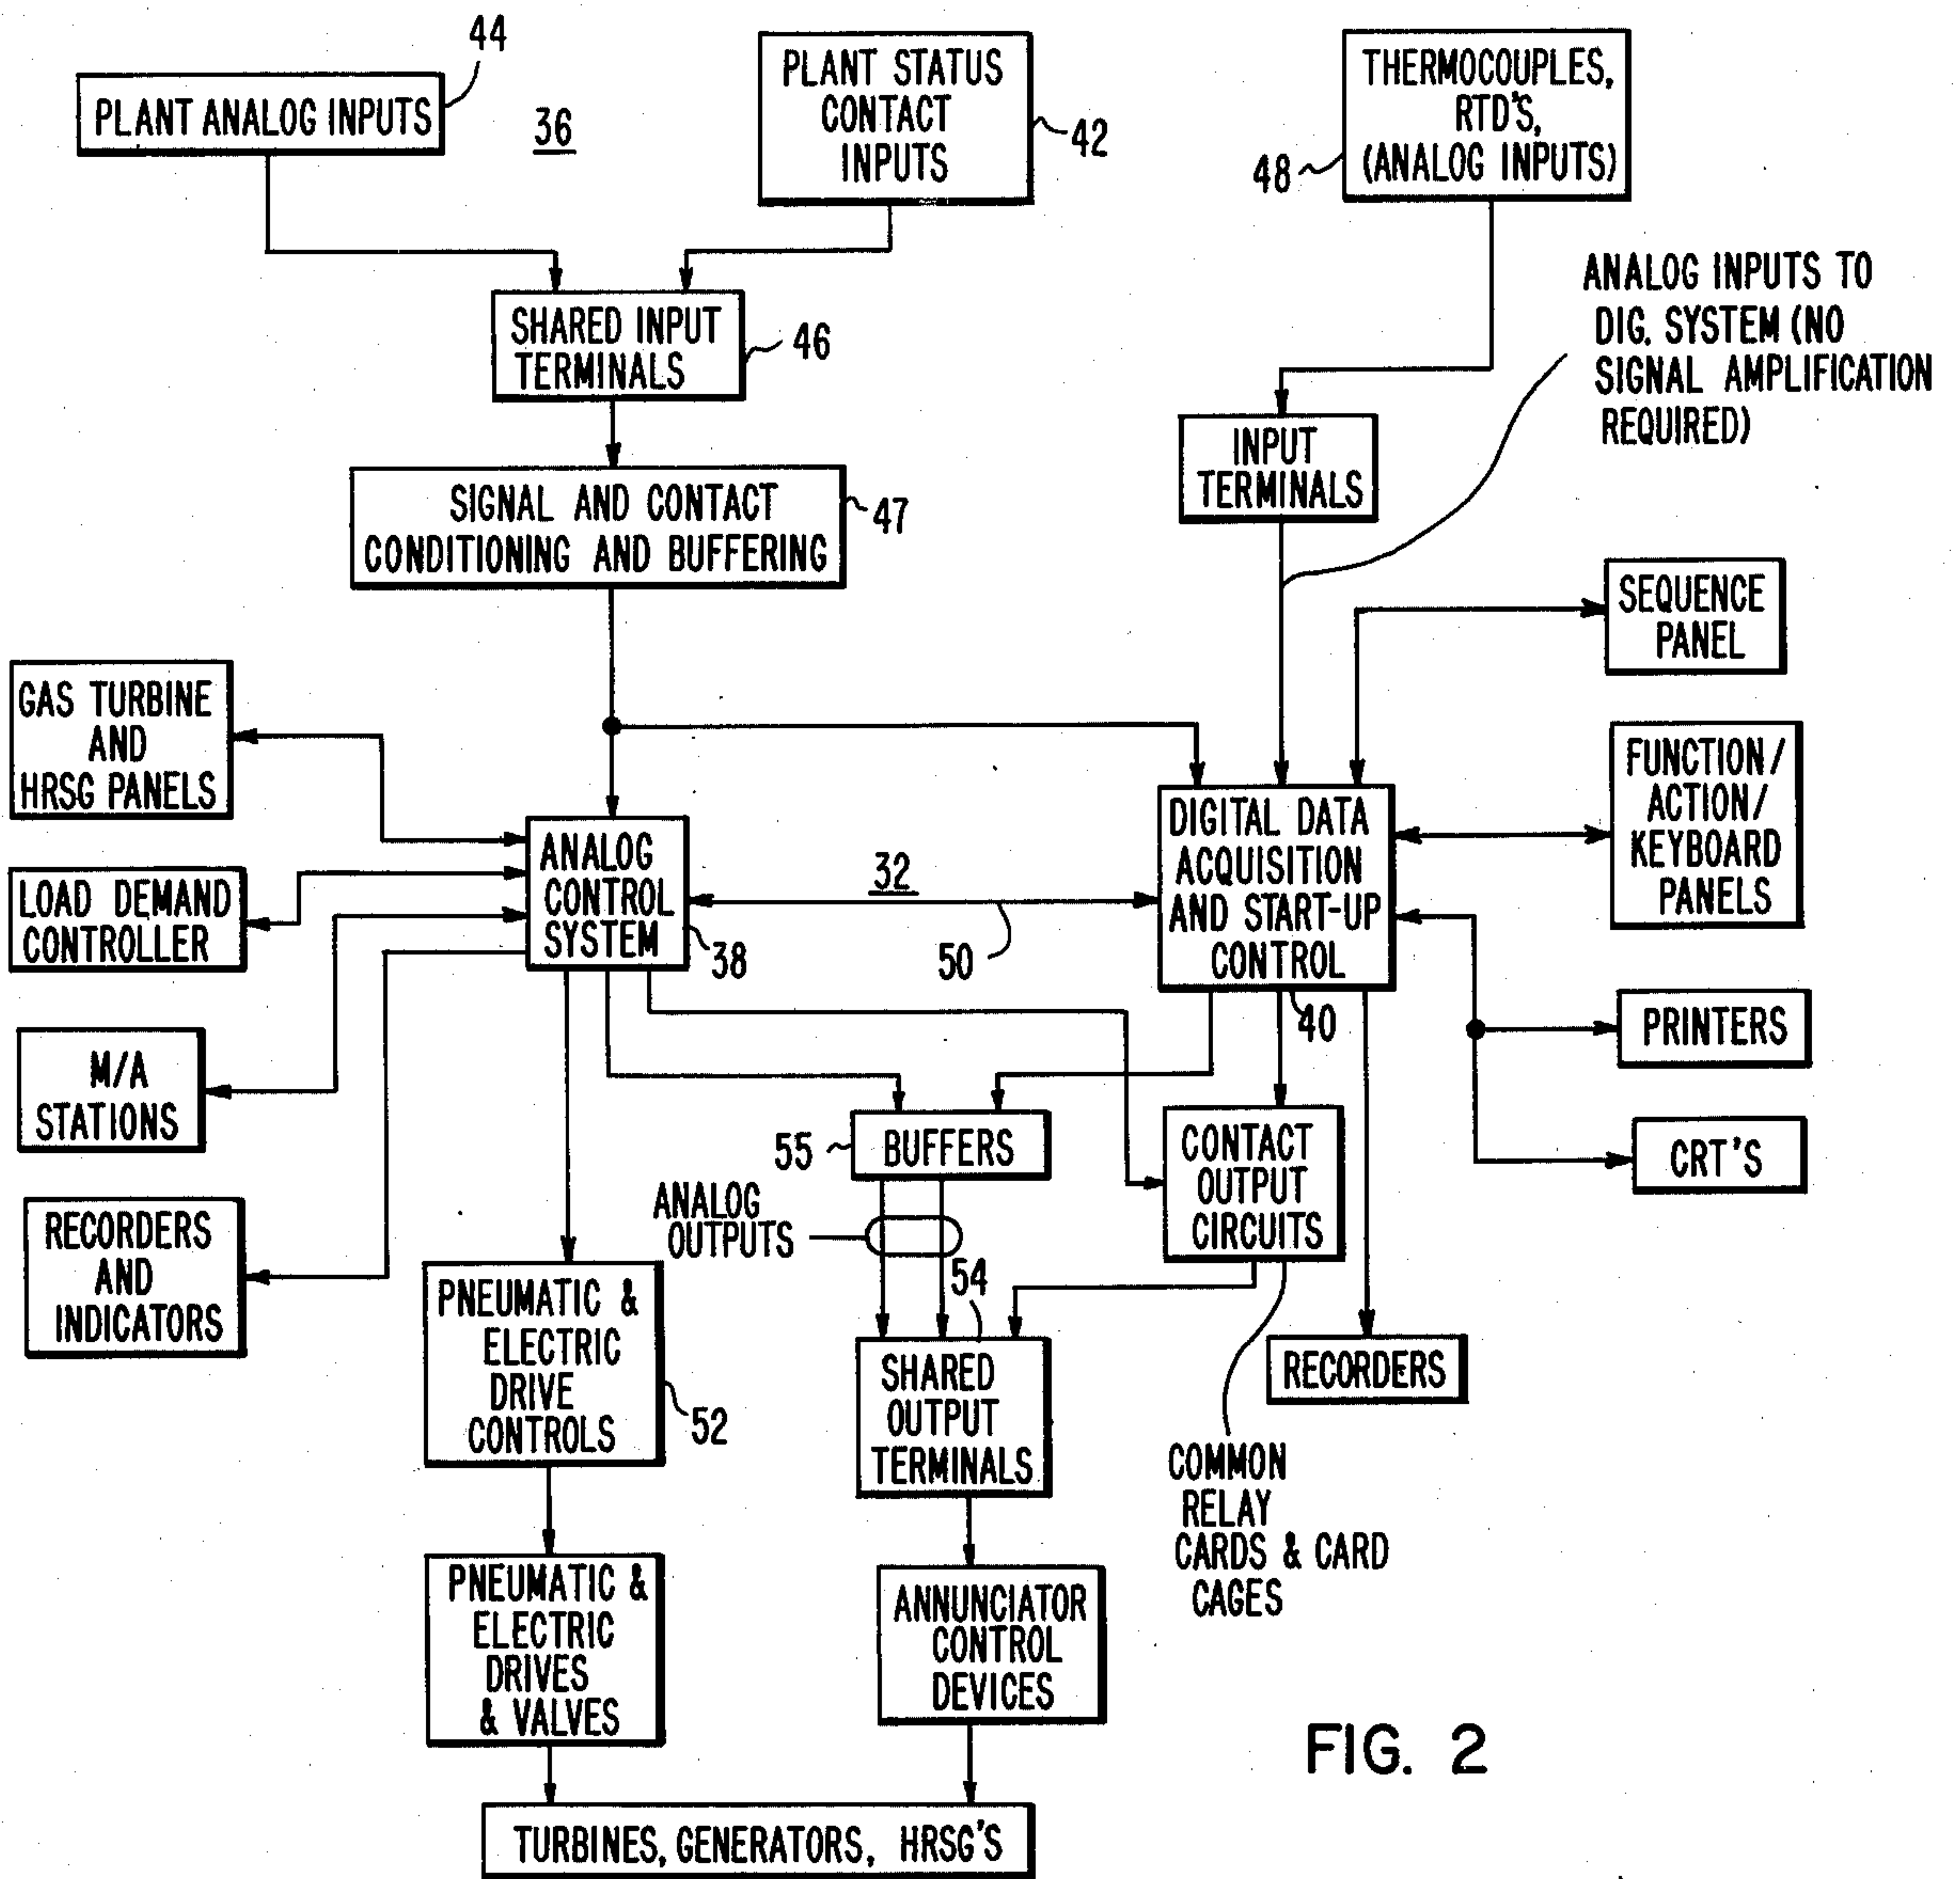 44
PLANT ANALOG INPUTS
36
PLANT STATUS
CONTACT
INPUTS
42
THERMOCOUPLES,
RTD'S,
(ANALOG INPUTS)
48
ANALOG INPUTS TO
DIG. SYSTEM (NO
SIGNAL AMPLIFICATION
REQUIRED)
SHARED INPUT
TERMINALS
46
INPUT
TERMINALS
SIGNAL AND CONTACT
CONDITIONING AND BUFFERING
47
SEQUENCE
PANEL
GAS TURBINE
AND
HRSG PANELS
FUNCTION/
ACTION/
KEYBOARD
PANELS
ANALOG
CONTROL
SYSTEM
38
32
50
DIGITAL DATA
ACQUISITION
AND START-UP
CONTROL
40
LOAD DEMAND
CONTROLLER
PRINTERS
M/A
STATIONS
CRT'S
55
BUFFERS
CONTACT
OUTPUT
CIRCUITS
ANALOG
OUTPUTS
RECORDERS
AND
INDICATORS
54
PNEUMATIC &
ELECTRIC
DRIVE
CONTROLS
52
SHARED
OUTPUT
TERMINALS
RECORDERS
COMMON
RELAY
CARDS & CARD
CAGES
PNEUMATIC &
ELECTRIC
DRIVES
& VALVES
ANNUNCIATOR
CONTROL
DEVICES
FIG. 2
TURBINES, GENERATORS, HRSG'S